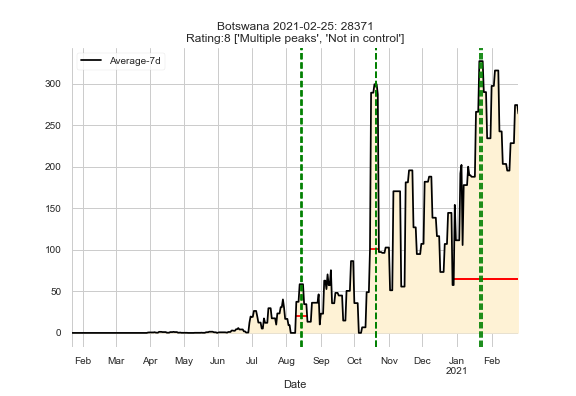 Botswana 2021-02-25: 28371
Rating:8 ['Multiple peaks', 'Not in control']
Average-7d
300
250
200
150
100
50
0
Feb Mar Apr May Jun Jul Aug Sep Oct Nov Dec Jan Feb
2021
Date